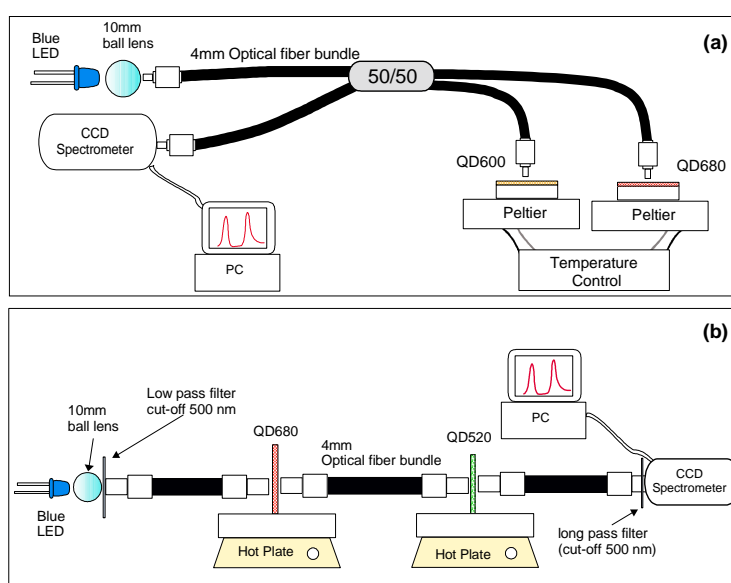 (a)
10mm
ball lens
Blue
LED
4mm Optical fiber bundle
50/50
CCD
Spectrometer
QD600
QD680
Peltier
Peltier
PC
Temperature
Control
(b)
Low pass filter
cut-off 500 nm
10mm
ball lens
QD680
4mm
Optical fiber bundle
QD520
PC
CCD
Spectrometer
Blue
LED
Hot Plate
Hot Plate
long pass filter
(cut-off 500 nm)